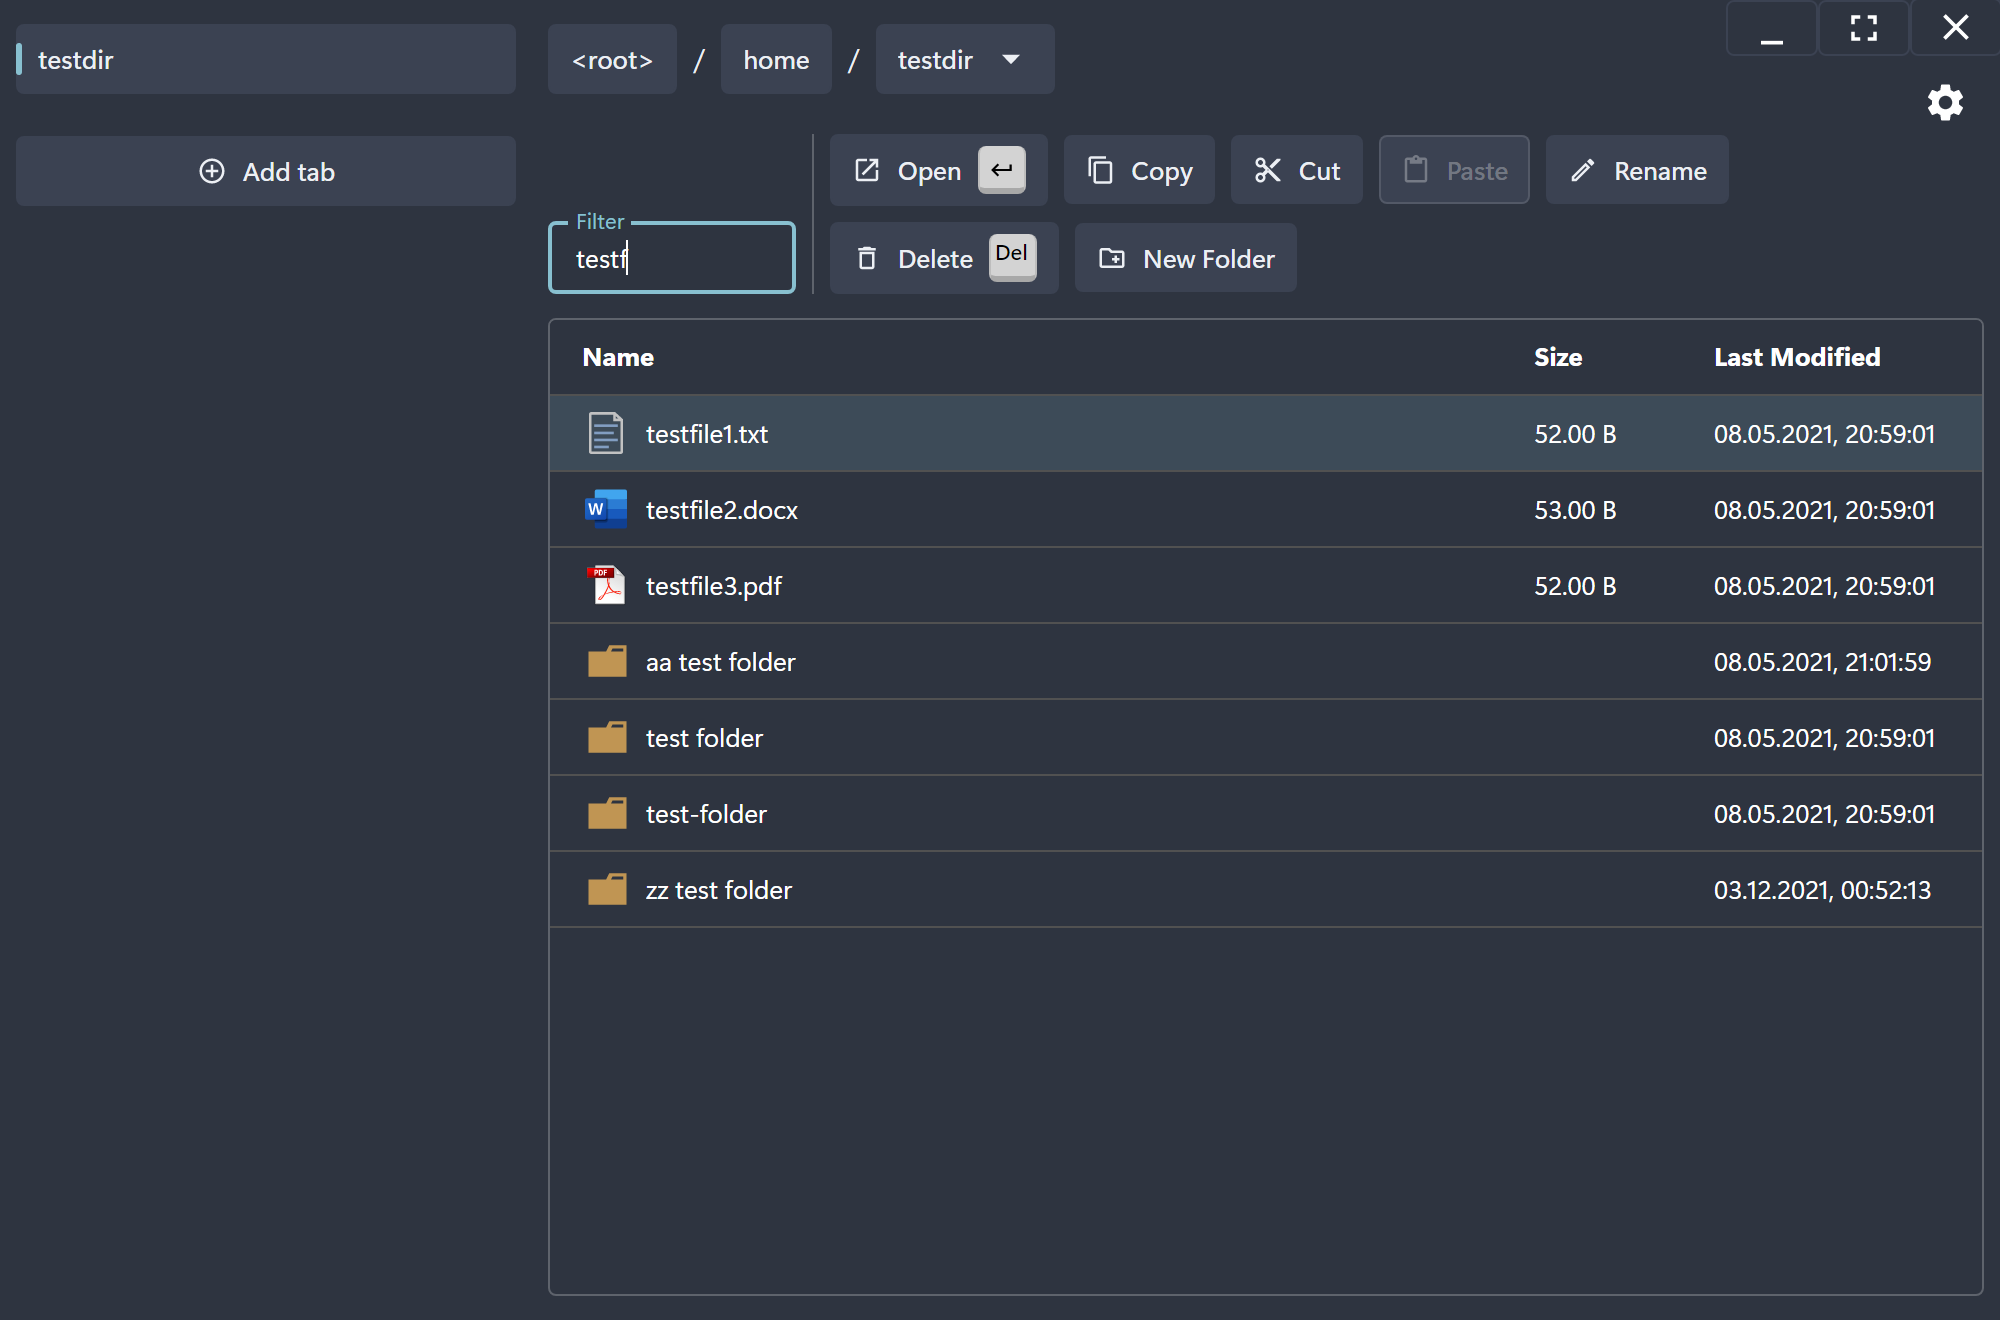 testdir
<root> / home / testdir
Add tab
Open Copy Cut Paste Rename
Filter
testf
Delete Del New Folder
Name Size Last Modified
testfile1.txt 52.00 B 08.05.2021, 20:59:01
W testfile2.docx 53.00 B 08.05.2021, 20:59:01
PDF testfile3.pdf 52.00 B 08.05.2021, 20:59:01
aa test folder 08.05.2021, 21:01:59
test folder 08.05.2021, 20:59:01
test-folder 08.05.2021, 20:59:01
zz test folder 03.12.2021, 00:52:13